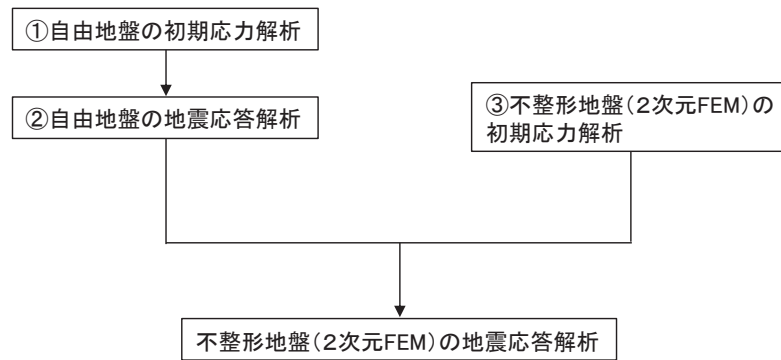 ①自由地盤の初期応力解析
②自由地盤の地震応答解析
③不整形地盤(2次元FEM)の
初期応力解析
不整形地盤(2次元FEM)の地震応答解析